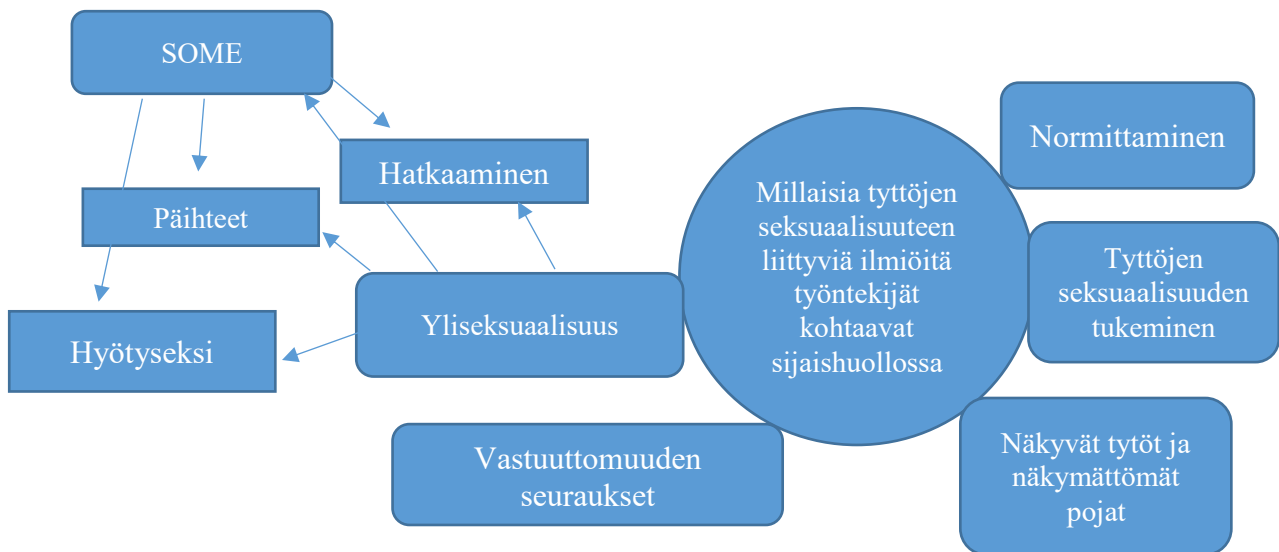 SOME
Hatkaaminen
Päihteet
Hyötyseksi
Yliseksuaalisuus
Vastuuttomuuden
seuraukset
Millaisia tyttöjen
seksuaalisuuteen
liittyviä ilmiöitä
työntekijät
kohtaavat
sijaishuollossa
Normittaminen
Tyttöjen
seksuaalisuuden
tukeminen
Näkyvät tytöt ja
näkymättömät
pojat